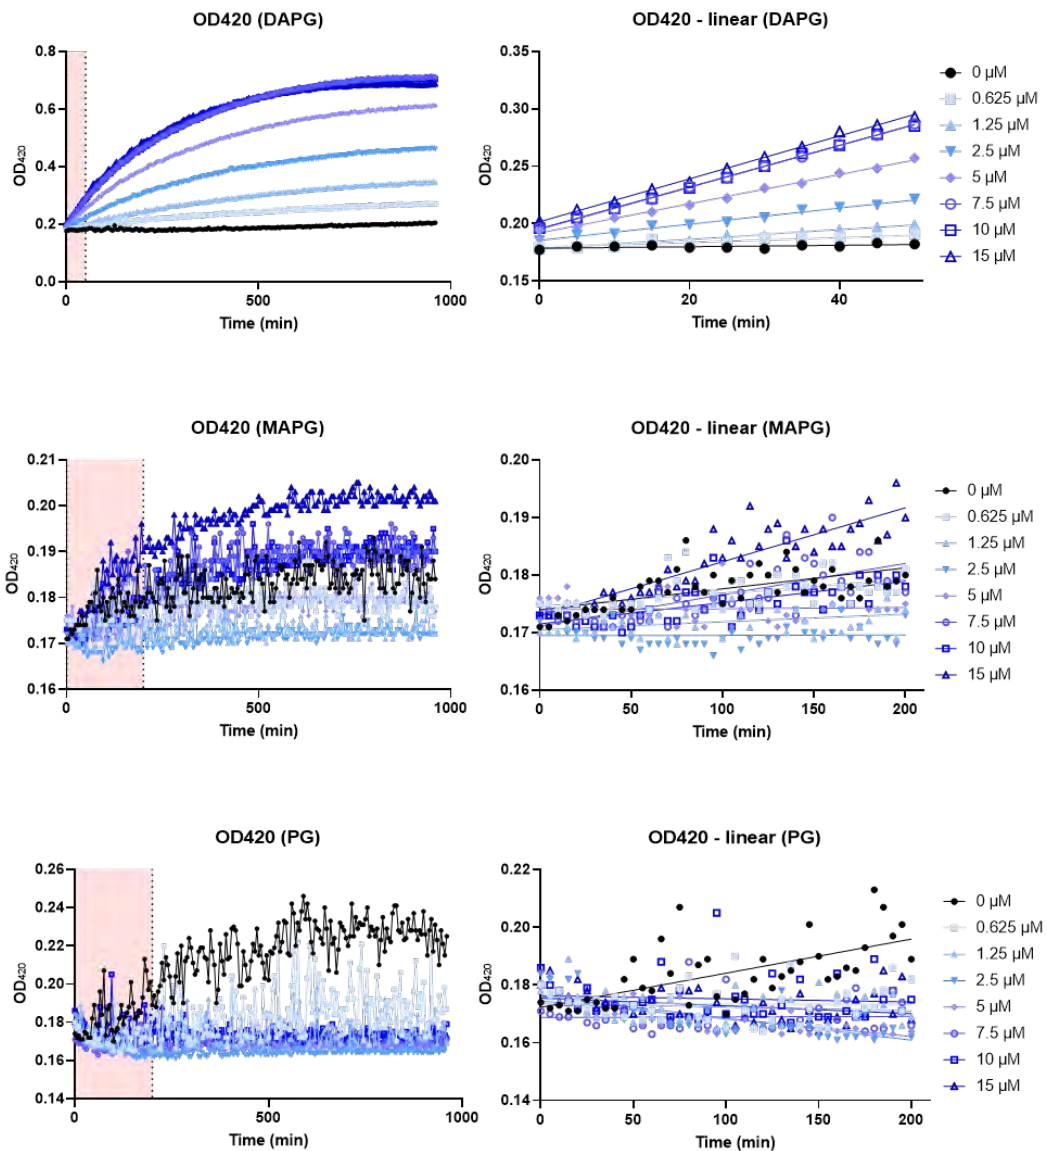 OD420 (DAPG)
0.8
0.6
0.4
0.2
0.0
OD420
0
500
1000
Time (min)
OD420 - linear (DAPG)
0.35
0.30
0.25
0.20
0.15
OD420
0
20
40
Time (min)
0 µM
0.625 µM
1.25 µM
2.5 µM
5 µM
7.5 µM
10 µM
15 µM
OD420 (MAPG)
0.21
0.20
0.19
0.18
0.17
0.16
OD420
0
500
1000
Time (min)
OD420 - linear (MAPG)
0.20
0.19
0.18
0.17
0.16
OD420
0
50
100
150
200
Time (min)
0 µM
0.625 µM
1.25 µM
2.5 µM
5 µM
7.5 µM
10 µM
15 µM
OD420 (PG)
0.26
0.24
0.22
0.20
0.18
0.16
0.14
OD420
0
500
1000
Time (min)
OD420 - linear (PG)
0.22
0.20
0.18
0.16
0.14
OD420
0
50
100
150
200
Time (min)
0 µM
0.625 µM
1.25 µM
2.5 µM
5 µM
7.5 µM
10 µM
15 µM